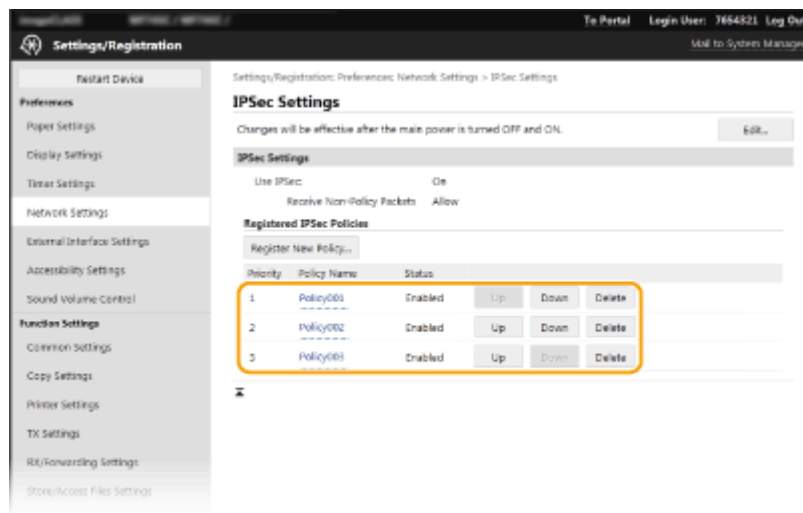 To Portal Login User: 7654321 Log Ou
Settings/Registration
Mail to System Manager
Restart Device
Preferences
Paper Settings
Display Settings
Timer Settings
Network Settings
External Interface Settings
Accessibility Settings
Sound Volume Control
Function Settings
Common Settings
Copy Settings
Printer Settings
TX Settings
RX/Forwarding Settings
Store/Access Files Settings
Settings/Registration: Preferences: Network Settings > IPSec Settings
IPSec Settings
Changes will be effective after the main power is turned OFF and ON.
Edit...
IPSec Settings
Use IPSec: On
Receive Non-Policy Packets Allow
Registered IPSec Policies
Register New Policy...
Priority Policy Name Status
1 Policy001 Enabled Up Down Delete
2 Policy002 Enabled Up Down Delete
3 Policy003 Enabled Up Down Delete